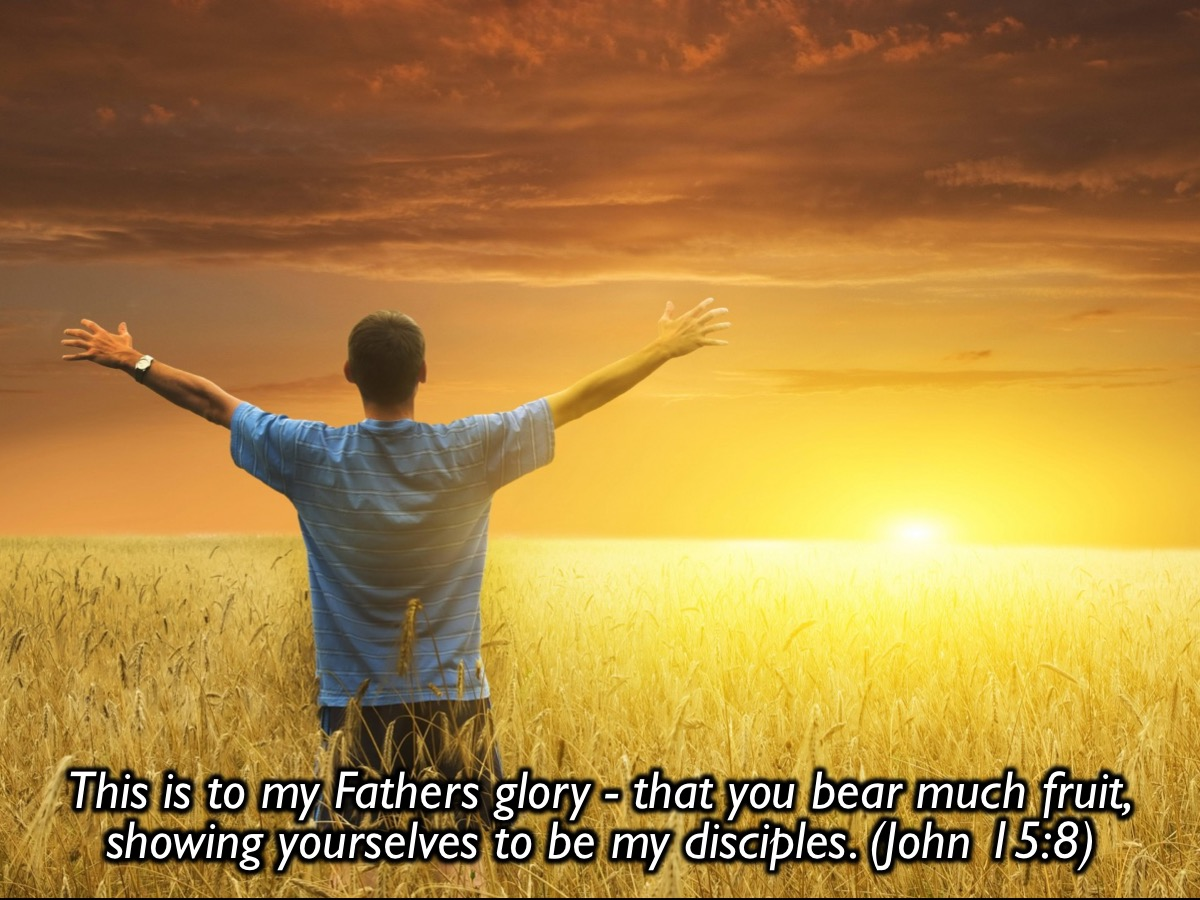 This is to my Fathers glory - that you bear much fruit,
showing yourselves to be my disciples. (John 15:8)